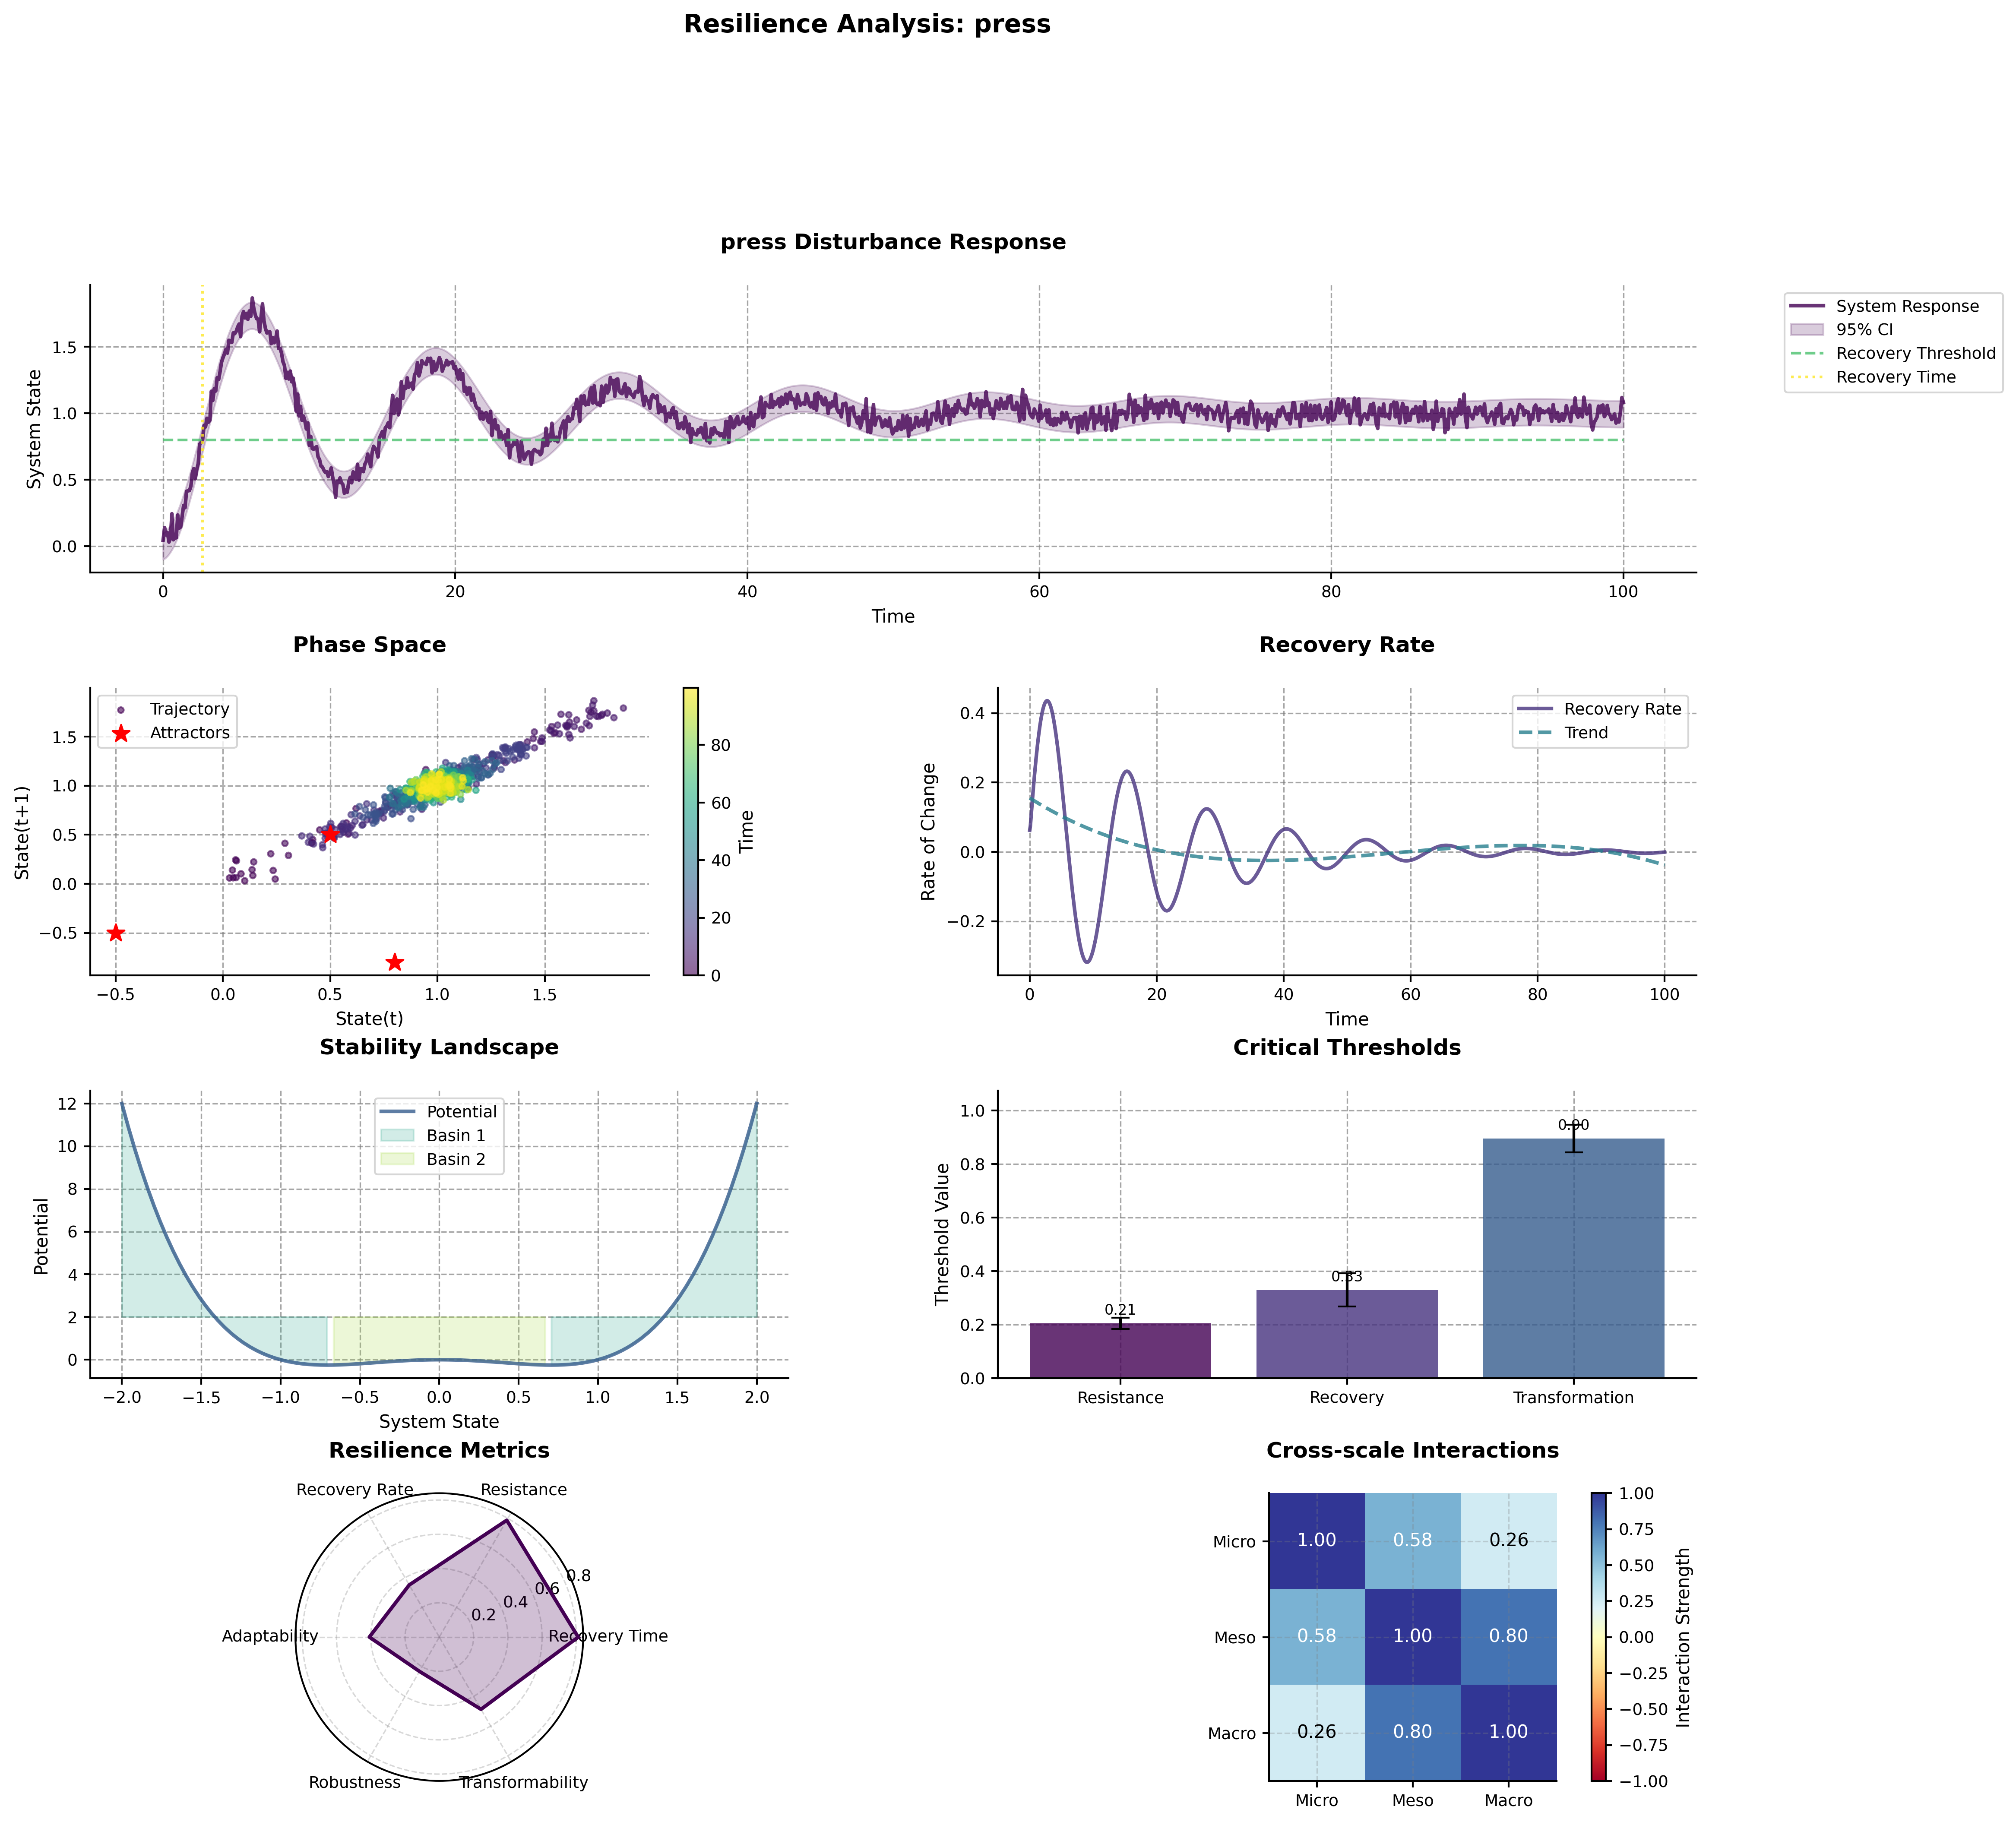 Resilience Analysis: press
press Disturbance Response
System State
1.5
1.0
0.5
0.0
0
20
40
60
80
100
Time
System Response
95% CI
Recovery Threshold
Recovery Time
Phase Space
State(t+1)
1.5
1.0
0.5
0.0
−0.5
−0.5
0.0
0.5
1.0
1.5
State(t)
Trajectory
Attractors
80
60
40
20
0
Time
Recovery Rate
Rate of Change
0.4
0.2
0.0
−0.2
0
20
40
60
80
100
Time
Recovery Rate
Trend
Stability Landscape
Potential
12
10
8
6
4
2
0
−2.0
−1.5
−1.0
−0.5
0.0
0.5
1.0
1.5
2.0
System State
Potential
Basin 1
Basin 2
Critical Thresholds
Threshold Value
1.0
0.8
0.6
0.4
0.2
0.0
0.21
0.33
0.90
Resistance
Recovery
Transformation
Resilience Metrics
Recovery Rate
Resistance
Adaptability
Recovery Time
Robustness
Transformability
0.2
0.4
0.6
0.8
Cross-scale Interactions
Micro
Meso
Macro
1.00
0.58
0.26
0.58
1.00
0.80
0.26
0.80
1.00
Micro
Meso
Macro
1.00
0.75
0.50
0.25
0.00
−0.25
−0.50
−0.75
−1.00
Interaction Strength